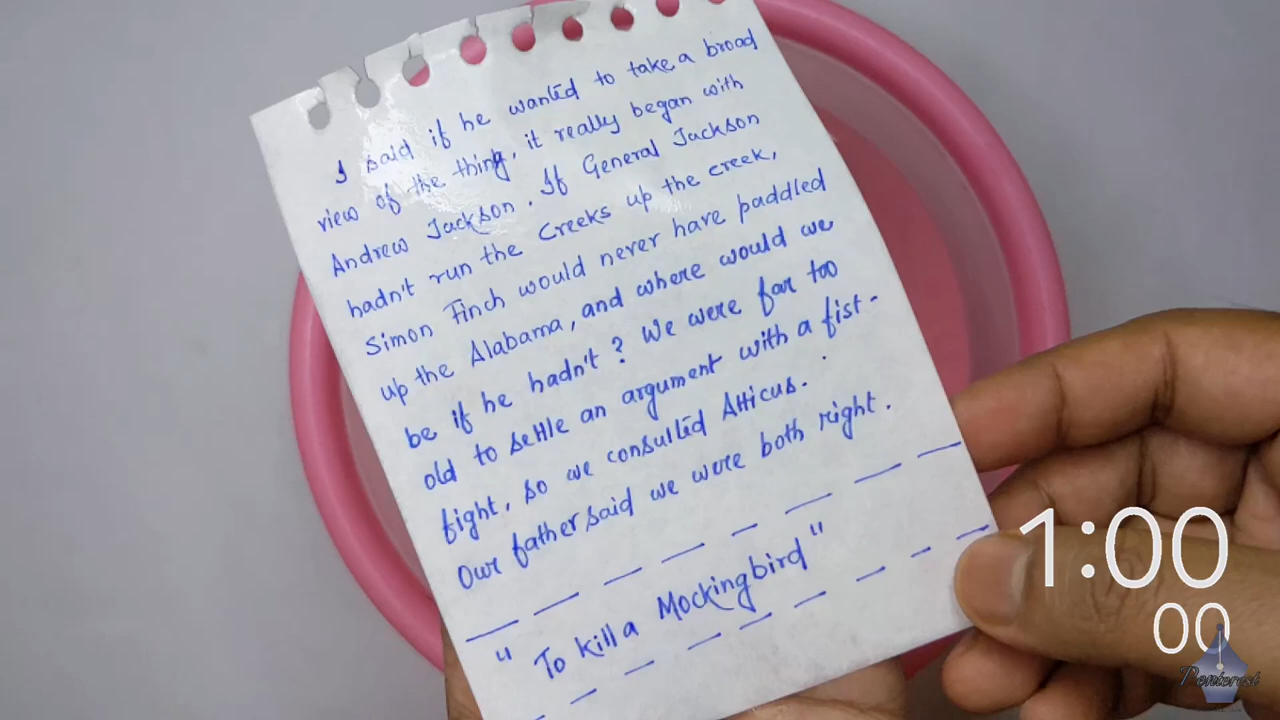 I said if he wanted to take a broad
view of the thing, it really began with
Andrew Jackson. If General Jackson
hadn't run the Creeks up the creek,
Simon Finch would never have paddled
up the Alabama, and where would we
be if he hadn't? We were far too
old to settle an argument with a fist-
fight, so we consulted Atticus.
Our father said we were both right.
"To kill a Mockingbird"
1:00
00
Penterest